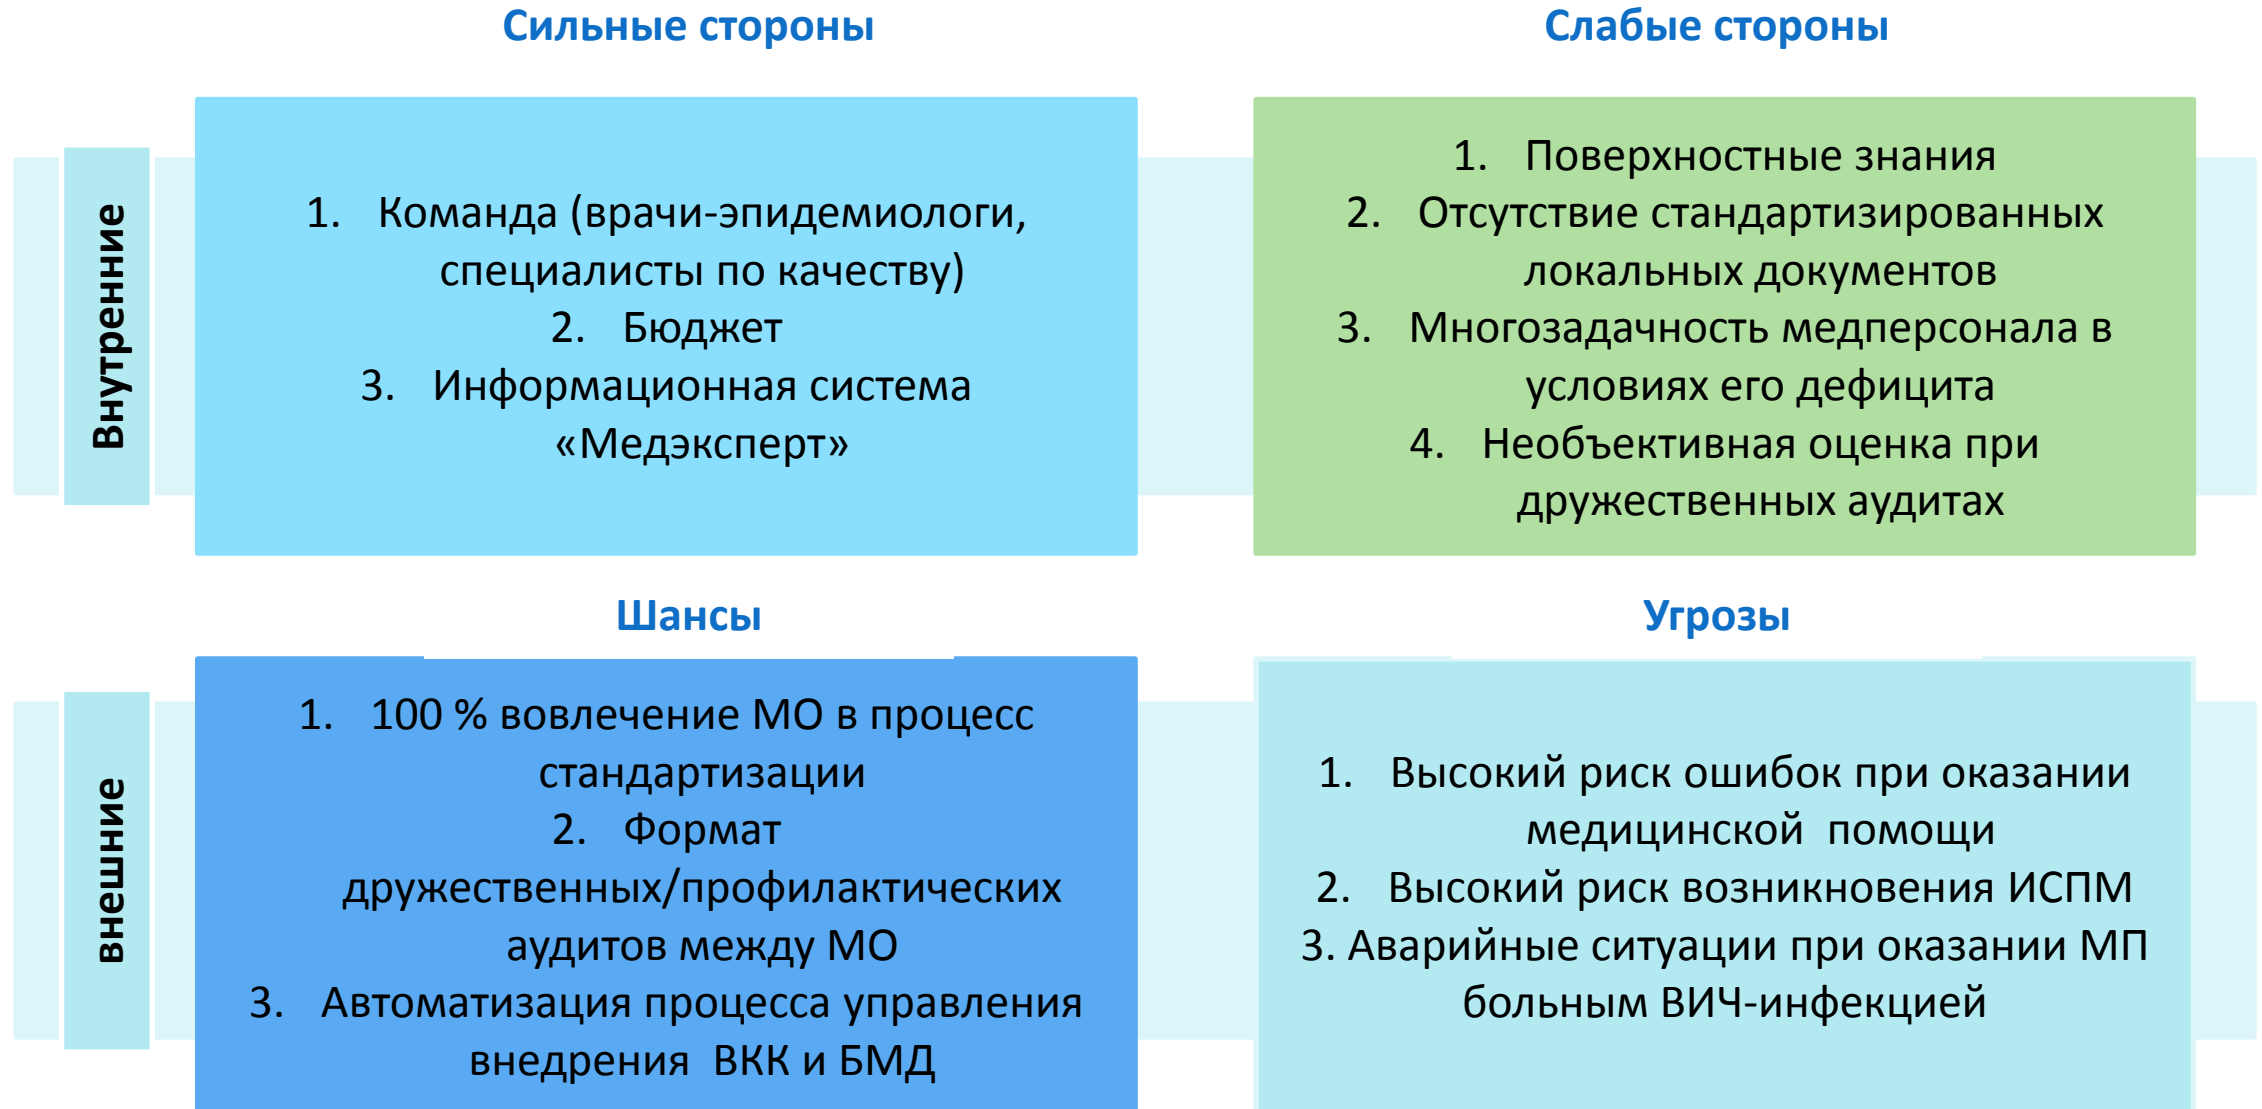 Сильные стороны
Слабые стороны
Внутренние
1. Команда (врачи-эпидемиологи,
специалисты по качеству)
2. Бюджет
3. Информационная система
«Медэксперт»
1. Поверхностные знания
2. Отсутствие стандартизированных
локальных документов
3. Многозадачность медперсонала в
условиях его дефицита
4. Необъективная оценка при
дружественных аудитах
Шансы
Угрозы
внешние
1. 100 % вовлечение МО в процесс
стандартизации
2. Формат
дружественных/профилактических
аудитов между МО
3. Автоматизация процесса управления
внедрения ВКК и БМД
1. Высокий риск ошибок при оказании
медицинской помощи
2. Высокий риск возникновения ИСПМ
3. Аварийные ситуации при оказании МП
больным ВИЧ-инфекцией